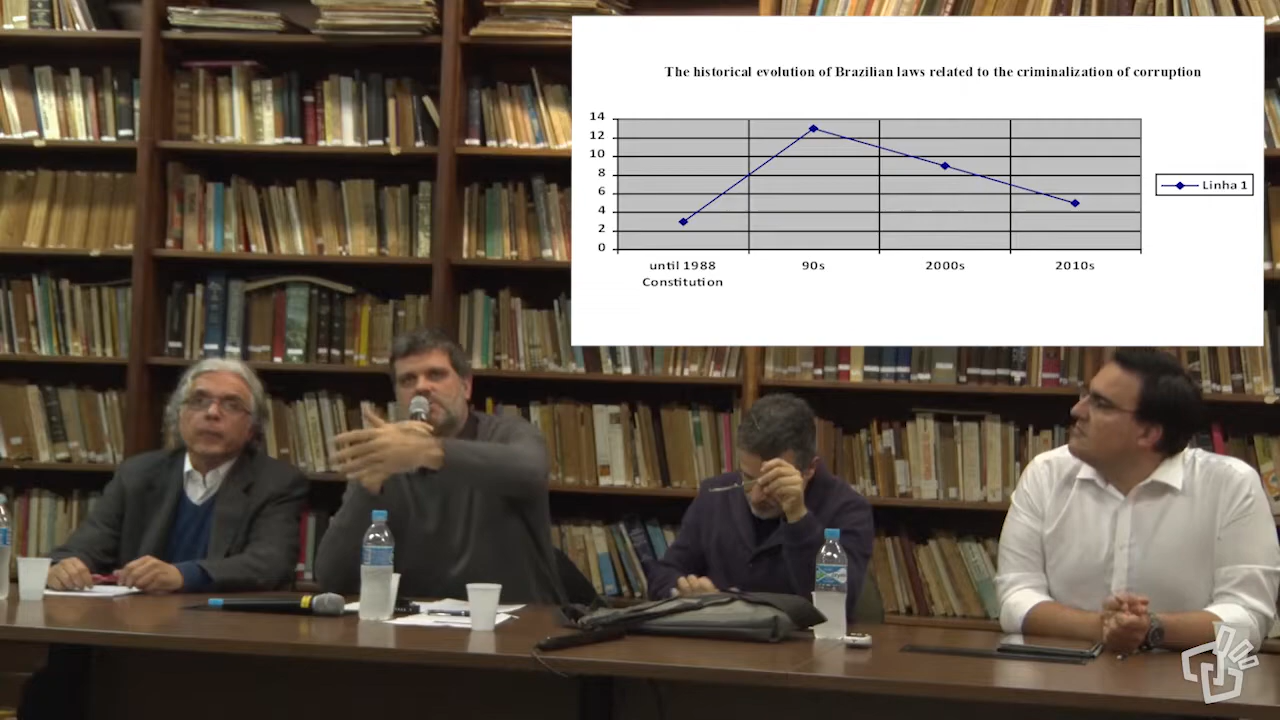 The historical evolution of Brazilian laws related to the criminalization of corruption
14
12
10
8
6
4
2
0
until 1988
Constitution
90s
2000s
2010s
Linha 1